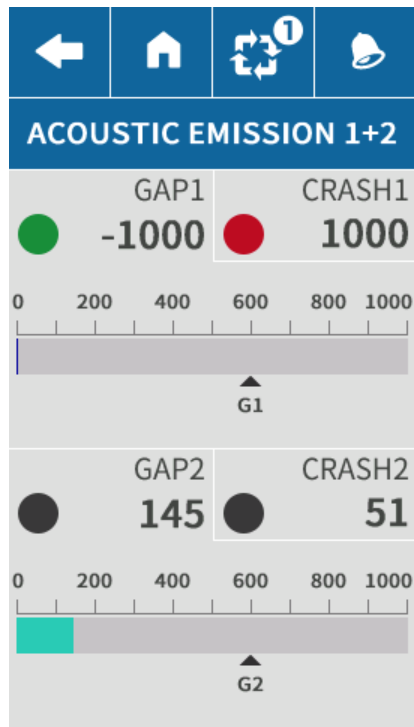 1
ACOUSTIC EMISSION 1+2
GAP1 CRASH1
-1000 1000
0 200 400 600 800 1000
G1
GAP2 CRASH2
145 51
0 200 400 600 800 1000
G2